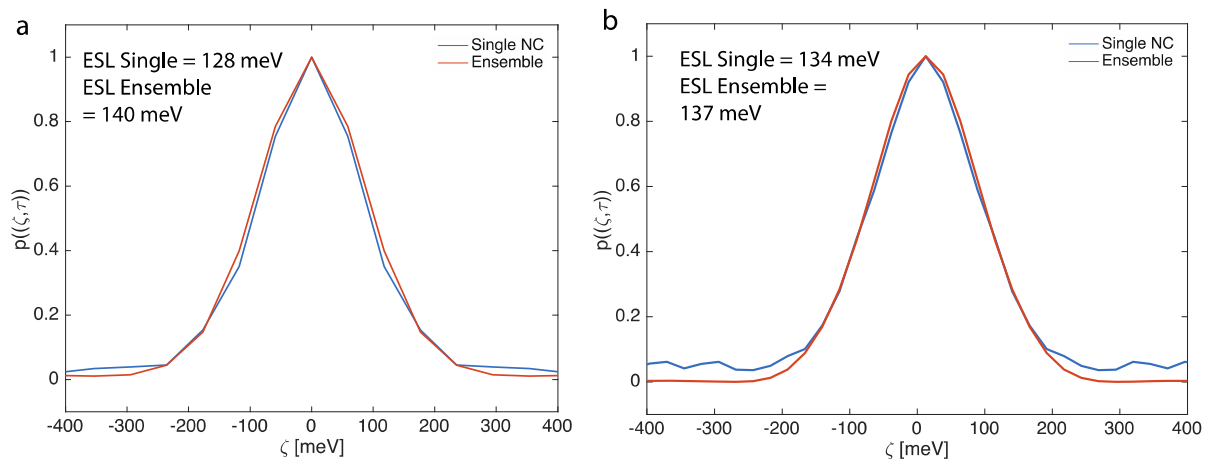 a
ESL Single = 128 meV
ESL Ensemble
= 140 meV
Single NC
Ensemble
1
0.8
0.6
0.4
0.2
0
p((ζ,τ))
-400 -300 -200 -100 0 100 200 300 400
ζ [meV]
b
ESL Single = 134 meV
ESL Ensemble =
137 meV
Single NC
Ensemble
1
0.8
0.6
0.4
0.2
0
p((ζ,τ))
-400 -300 -200 -100 0 100 200 300 400
ζ [meV]